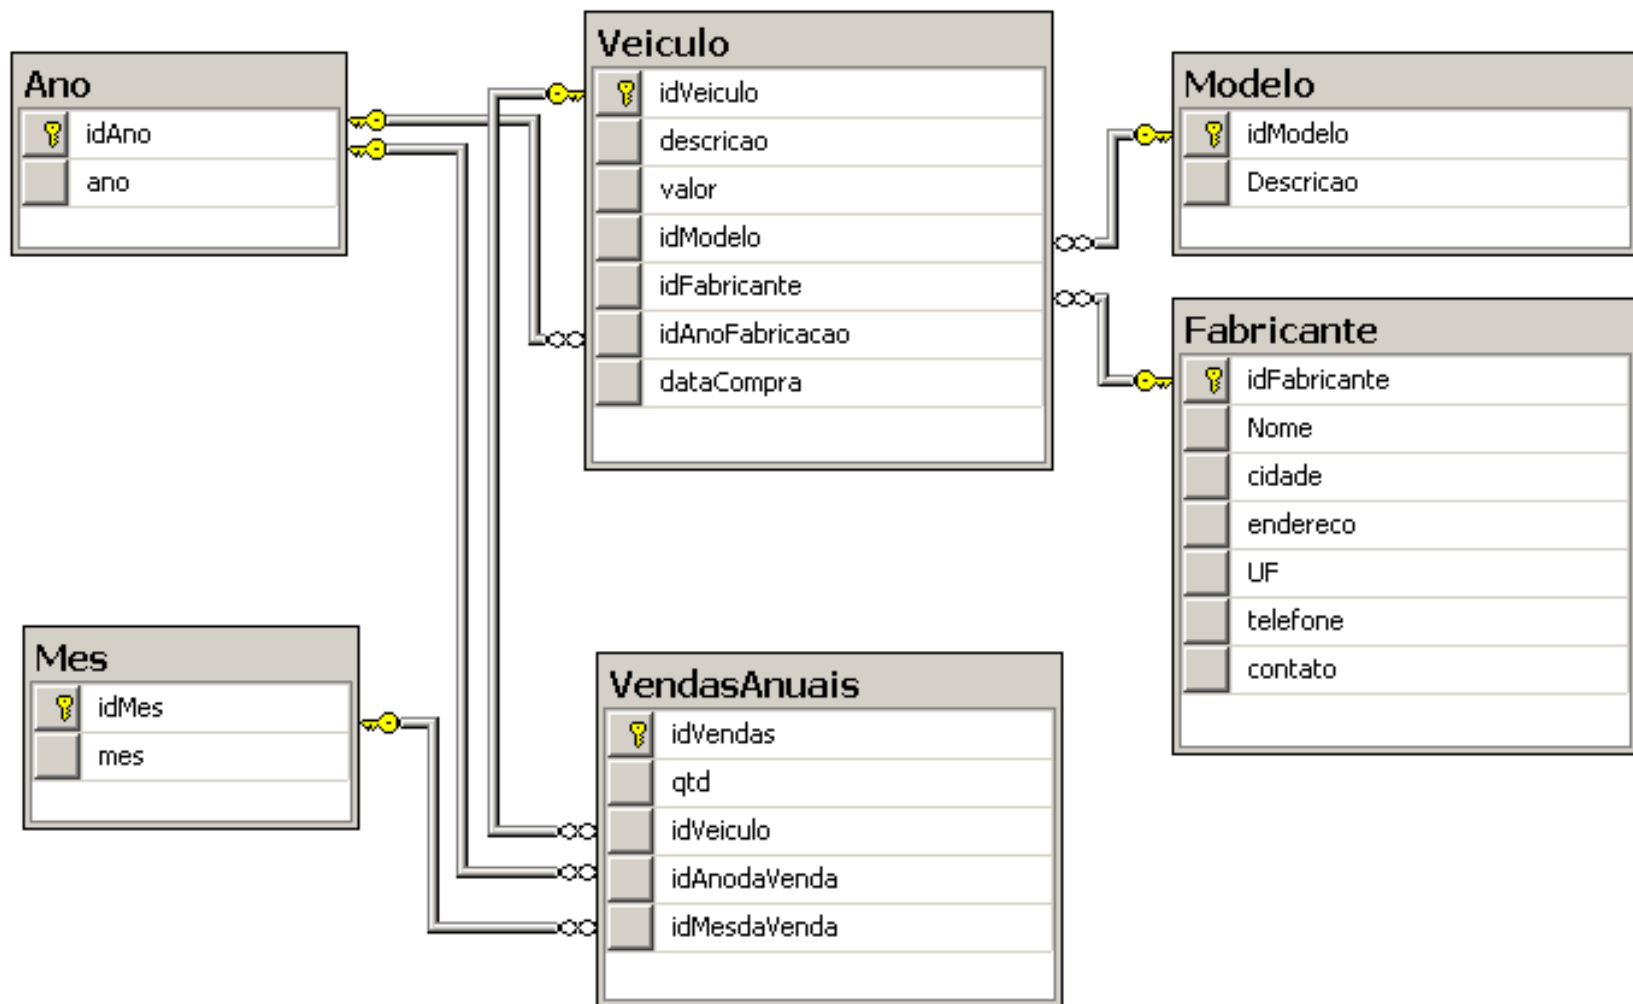 Ano
idAno
ano
Veiculo
idVeiculo
descricao
valor
idModelo
idFabricante
idAnoFabricacao
dataCompra
Modelo
idModelo
Descricao
Fabricante
idFabricante
Nome
cidade
endereco
UF
telefone
contato
Mes
idMes
mes
VendasAnuais
idVendas
qtd
idVeiculo
idAnodaVenda
idMesdaVenda